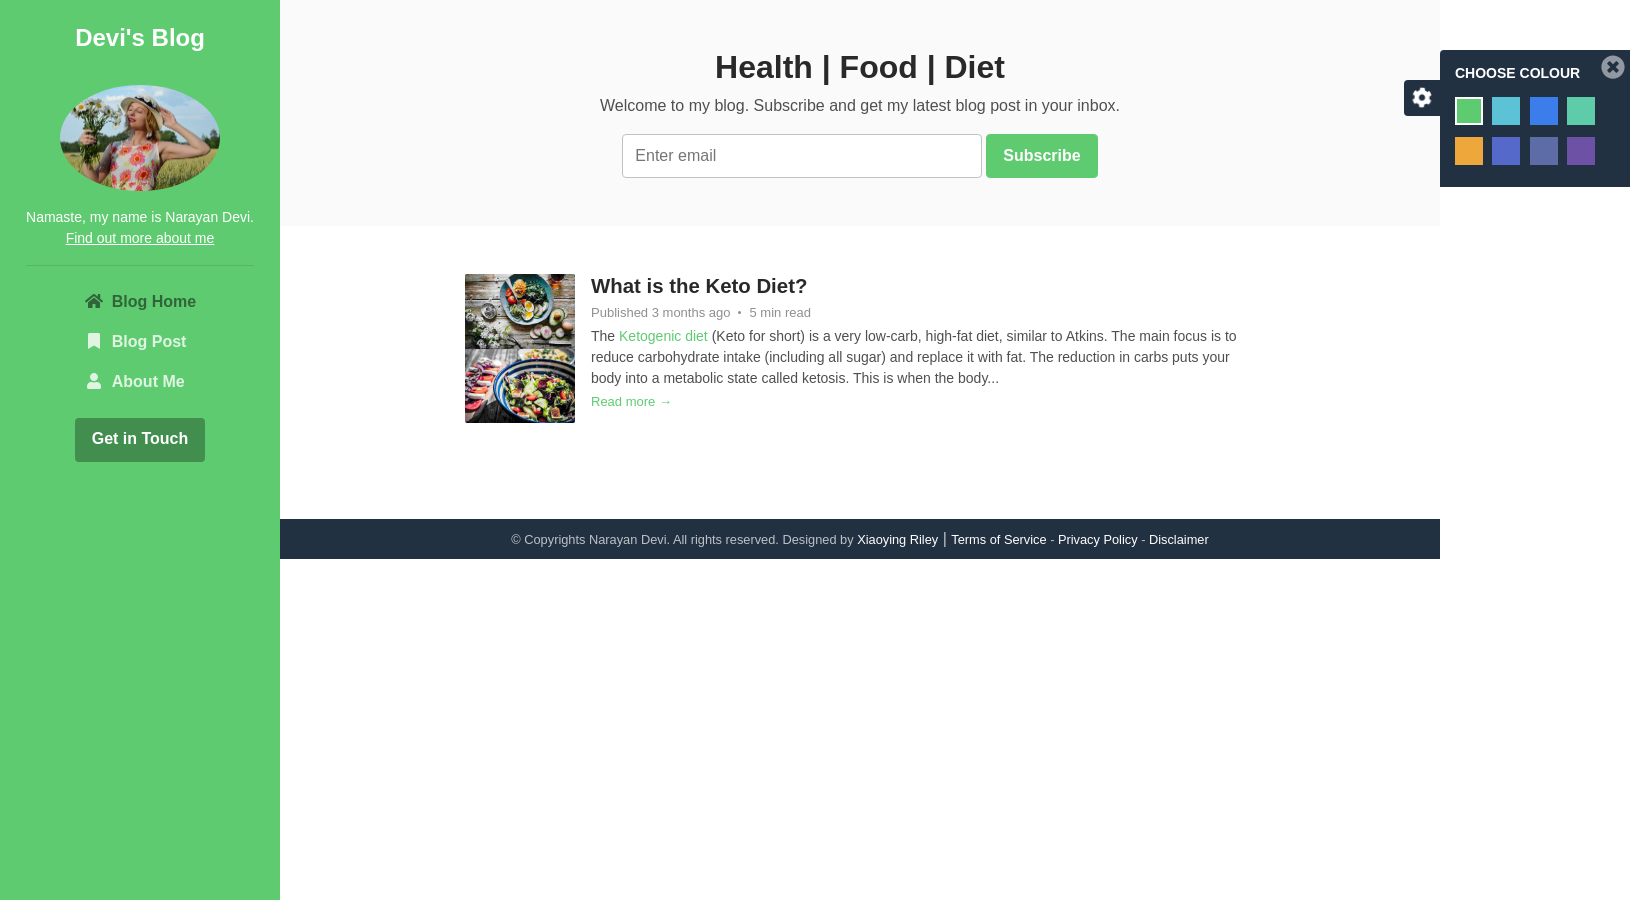 Devi's Blog
Namaste, my name is Narayan Devi.
Find out more about me
Blog Home
Blog Post
About Me
Get in Touch
Health | Food | Diet
Welcome to my blog. Subscribe and get my latest blog post in your inbox.
Enter email
Subscribe
What is the Keto Diet?
Published 3 months ago • 5 min read
The Ketogenic diet (Keto for short) is a very low-carb, high-fat diet, similar to Atkins. The main focus is to
reduce carbohydrate intake (including all sugar) and replace it with fat. The reduction in carbs puts your
body into a metabolic state called ketosis. This is when the body...
Read more →
© Copyrights Narayan Devi. All rights reserved. Designed by Xiaoying Riley | Terms of Service - Privacy Policy - Disclaimer
CHOOSE COLOUR